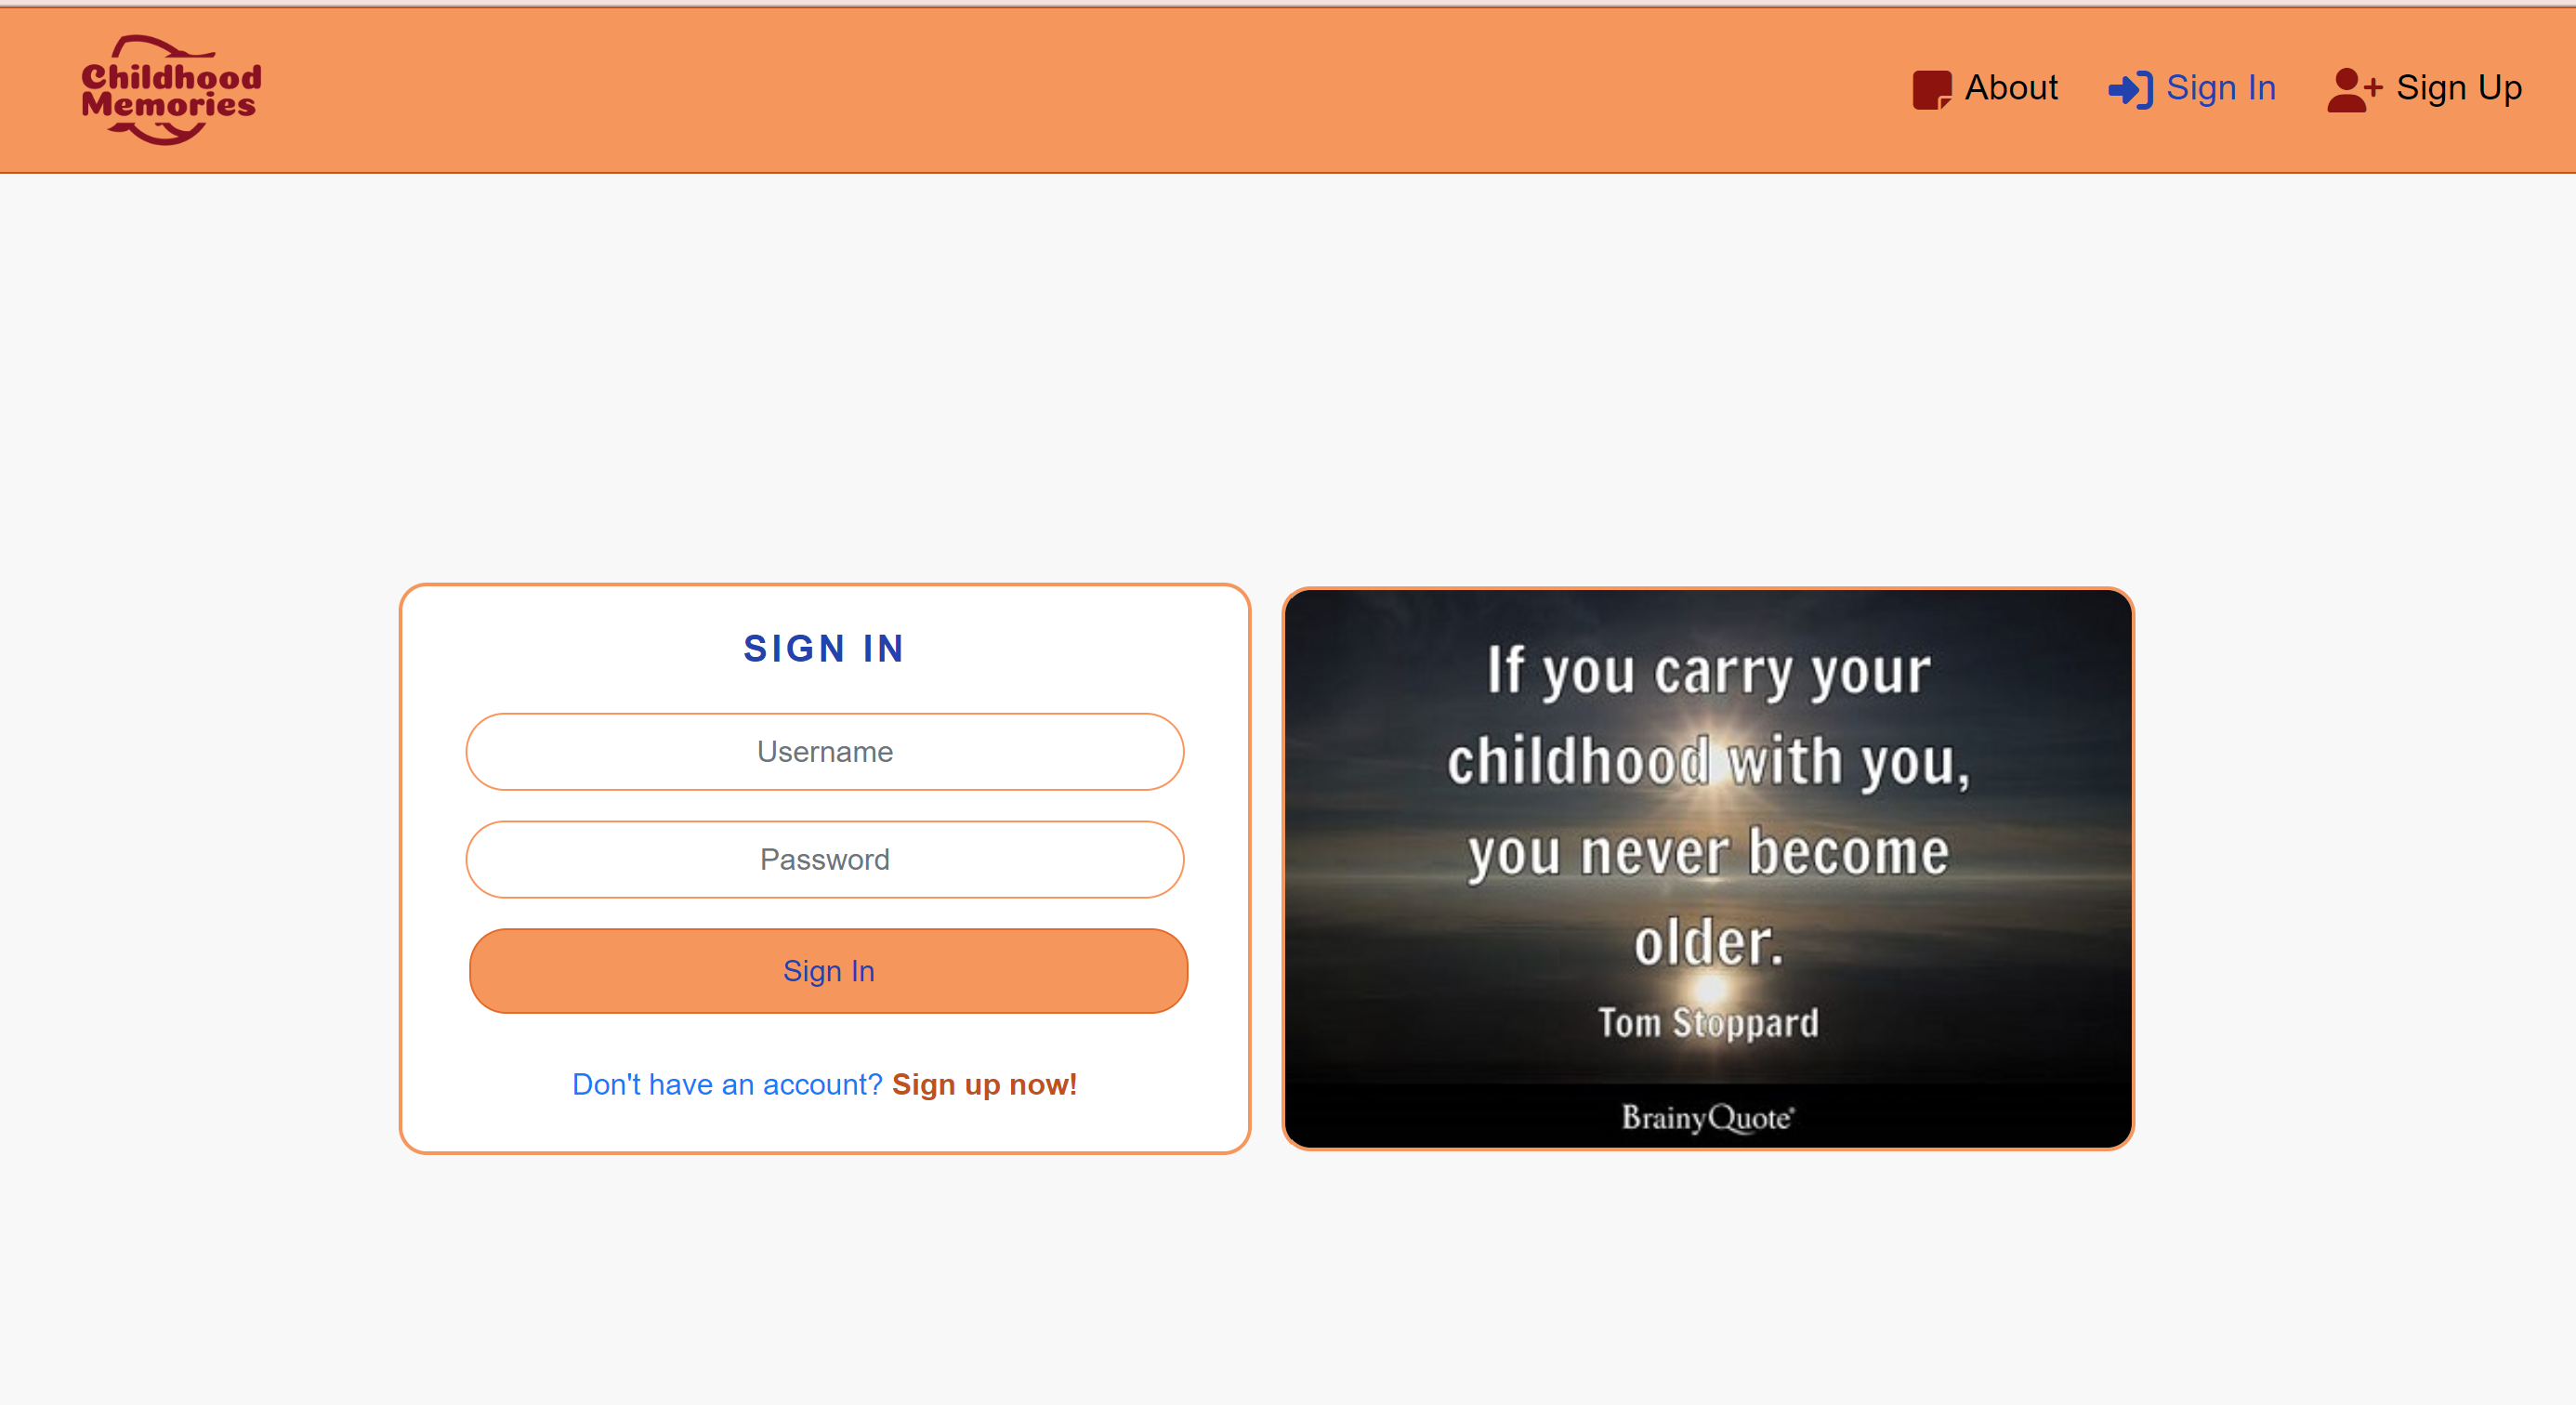 Childhood
Memories
About
Sign In
Sign Up
SIGN IN
Username
Password
Sign In
Don't have an account? Sign up now!
If you carry your
childhood with you,
you never become
older.
Tom Stoppard
BrainyQuote®